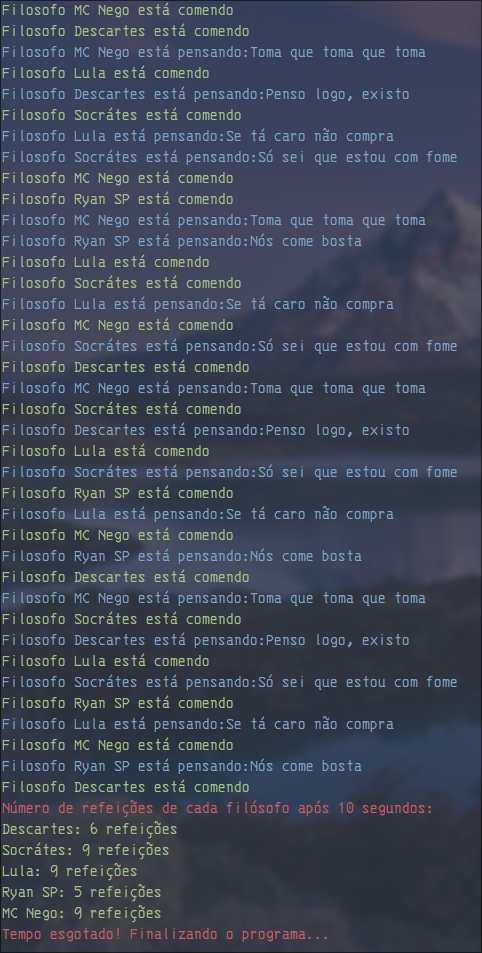 Filosofo MC Nego está comendo
Filosofo Descartes está comendo
Filosofo MC Nego está pensando:Toma que toma que toma
Filosofo Lula está comendo
Filosofo Descartes está pensando:Penso logo, existo
Filosofo Socrátes está comendo
Filosofo Lula está pensando:Se tá caro não compra
Filosofo Socrátes está pensando:Só sei que estou com fome
Filosofo MC Nego está comendo
Filosofo Ryan SP está comendo
Filosofo MC Nego está pensando:Toma que toma que toma
Filosofo Ryan SP está pensando:Nós come bosta
Filosofo Lula está comendo
Filosofo Socrátes está comendo
Filosofo Lula está pensando:Se tá caro não compra
Filosofo MC Nego está comendo
Filosofo Socrátes está pensando:Só sei que estou com fome
Filosofo Descartes está comendo
Filosofo MC Nego está pensando:Toma que toma que toma
Filosofo Socrátes está comendo
Filosofo Descartes está pensando:Penso logo, existo
Filosofo Lula está comendo
Filosofo Socrátes está pensando:Só sei que estou com fome
Filosofo Ryan SP está comendo
Filosofo Lula está pensando:Se tá caro não compra
Filosofo MC Nego está comendo
Filosofo Ryan SP está pensando:Nós come bosta
Filosofo Descartes está comendo
Filosofo MC Nego está pensando:Toma que toma que toma
Filosofo Socrátes está comendo
Filosofo Descartes está pensando:Penso logo, existo
Filosofo Lula está comendo
Filosofo Socrátes está pensando:Só sei que estou com fome
Filosofo Ryan SP está comendo
Filosofo Lula está pensando:Se tá caro não compra
Filosofo MC Nego está comendo
Filosofo Ryan SP está pensando:Nós come bosta
Filosofo Descartes está comendo
Número de refeições de cada filósofo após 10 segundos:
Descartes: 6 refeições
Socrátes: 9 refeições
Lula: 9 refeições
Ryan SP: 5 refeições
MC Nego: 9 refeições
Tempo esgotado! Finalizando o programa...